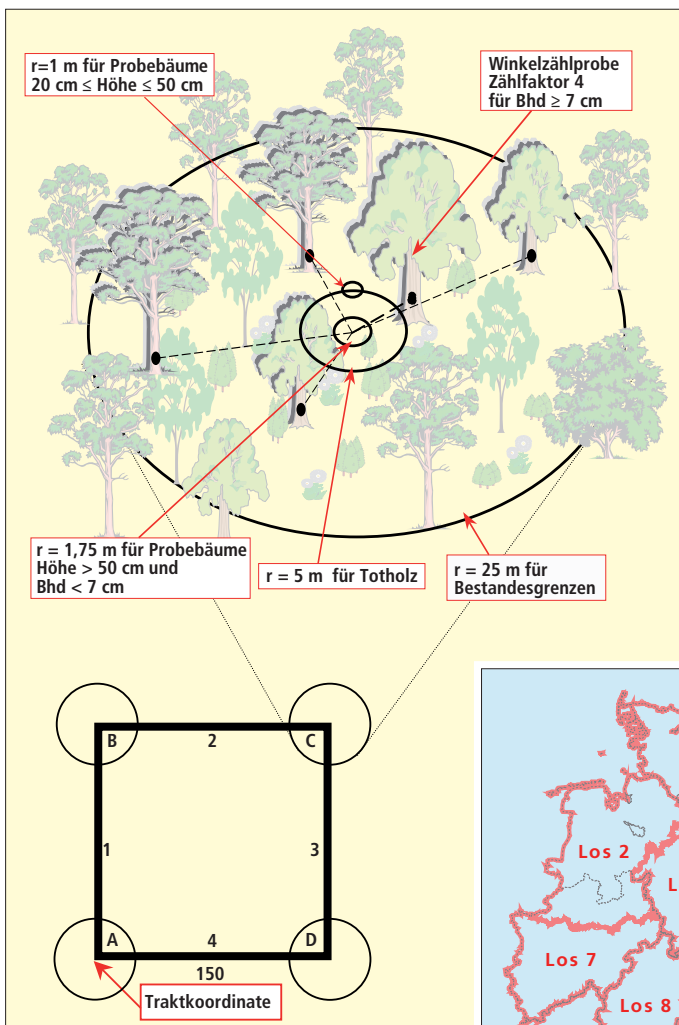 r=1 m für Probebäume
20 cm ≤ Höhe ≤ 50 cm
Winkelzählprobe
Zählfaktor 4
für Bhd ≥ 7 cm
r = 1,75 m für Probebäume
Höhe > 50 cm und
Bhd < 7 cm
r = 5 m für Totholz
r = 25 m für
Bestandesgrenzen
B
2
C
1
3
A
4
D
150
Traktkoordinate
Los 2
L
Los 7
Los 8